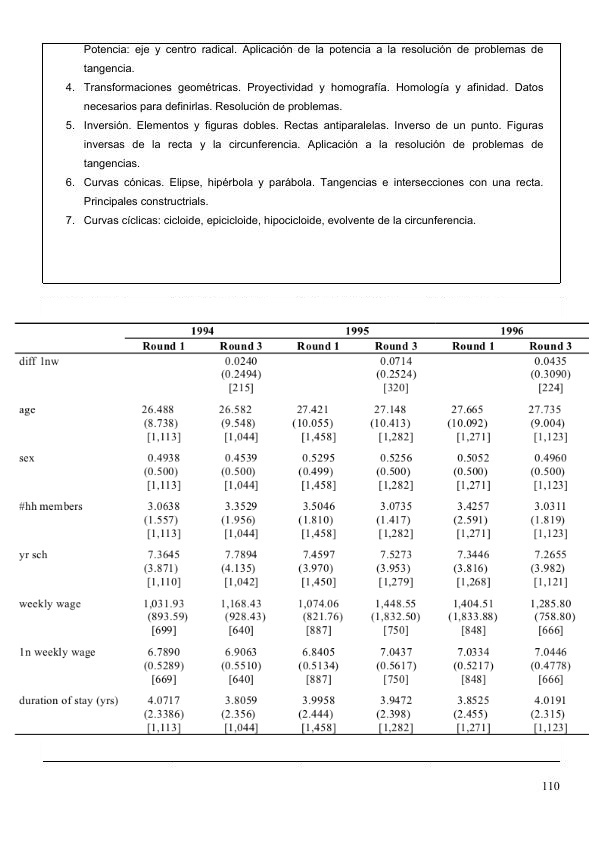 Potencia: eje y centro radical. Aplicación de la potencia a la resolución de problemas de
tangencia.
4. Transformaciones geométricas. Proyectividad y homografía. Homología y afinidad. Datos
necesarios para definirlas. Resolución de problemas.
5. Inversión. Elementos y figuras dobles. Rectas antiparalelas. Inverso de un punto. Figuras
inversas de la recta y la circunferencia. Aplicación a la resolución de problemas de
tangencias.
6. Curvas cónicas. Elipse, hipérbola y parábola. Tangencias e intersecciones con una recta.
Principales constructrials.
7. Curvas cíclicas: cicloide, epicicloide, hipocicloide, evolvente de la circunferencia.
1994 1995 1996
Round 1 Round 3 Round 1 Round 3 Round 1 Round 3
diff 1nw 0.0240 0.0714 0.0435
(0.2494) (0.2524) (0.3090)
[215] [320] [224]
age 26.488 26.582 27.421 27.148 27.665 27.735
(8.738) (9.548) (10.055) (10.413) (10.092) (9.004)
[1,113] [1,044] [1,458] [1,282] [1,271] [1,123]
sex 0.4938 0.4539 0.5295 0.5256 0.5052 0.4960
(0.500) (0.500) (0.499) (0.500) (0.500) (0.500)
[1,113] [1,044] [1,458] [1,282] [1,271] [1,123]
#hh members 3.0638 3.3529 3.5046 3.0735 3.4257 3.0311
(1.557) (1.956) (1.810) (1.417) (2.591) (1.819)
[1,113] [1,044] [1,458] [1,282] [1,271] [1,123]
yr sch 7.3645 7.7894 7.4597 7.5273 7.3446 7.2655
(3.871) (4.135) (3.970) (3.953) (3.816) (3.982)
[1,110] [1,042] [1,450] [1,279] [1,268] [1,121]
weekly wage 1,031.93 1,168.43 1,074.06 1,448.55 1,404.51 1,285.80
(893.59) (928.43) (821.76) (1,832.50) (1,833.88) (758.80)
[699] [640] [887] [750] [848] [666]
1n weekly wage 6.7890 6.9063 6.8405 7.0437 7.0334 7.0446
(0.5289) (0.5510) (0.5134) (0.5617) (0.5217) (0.4778)
[669] [640] [887] [750] [848] [666]
duration of stay (yrs) 4.0717 3.8059 3.9958 3.9472 3.8525 4.0191
(2.3386) (2.356) (2.444) (2.398) (2.455) (2.315)
[1,113] [1,044] [1,458] [1,282] [1,271] [1,123]
110